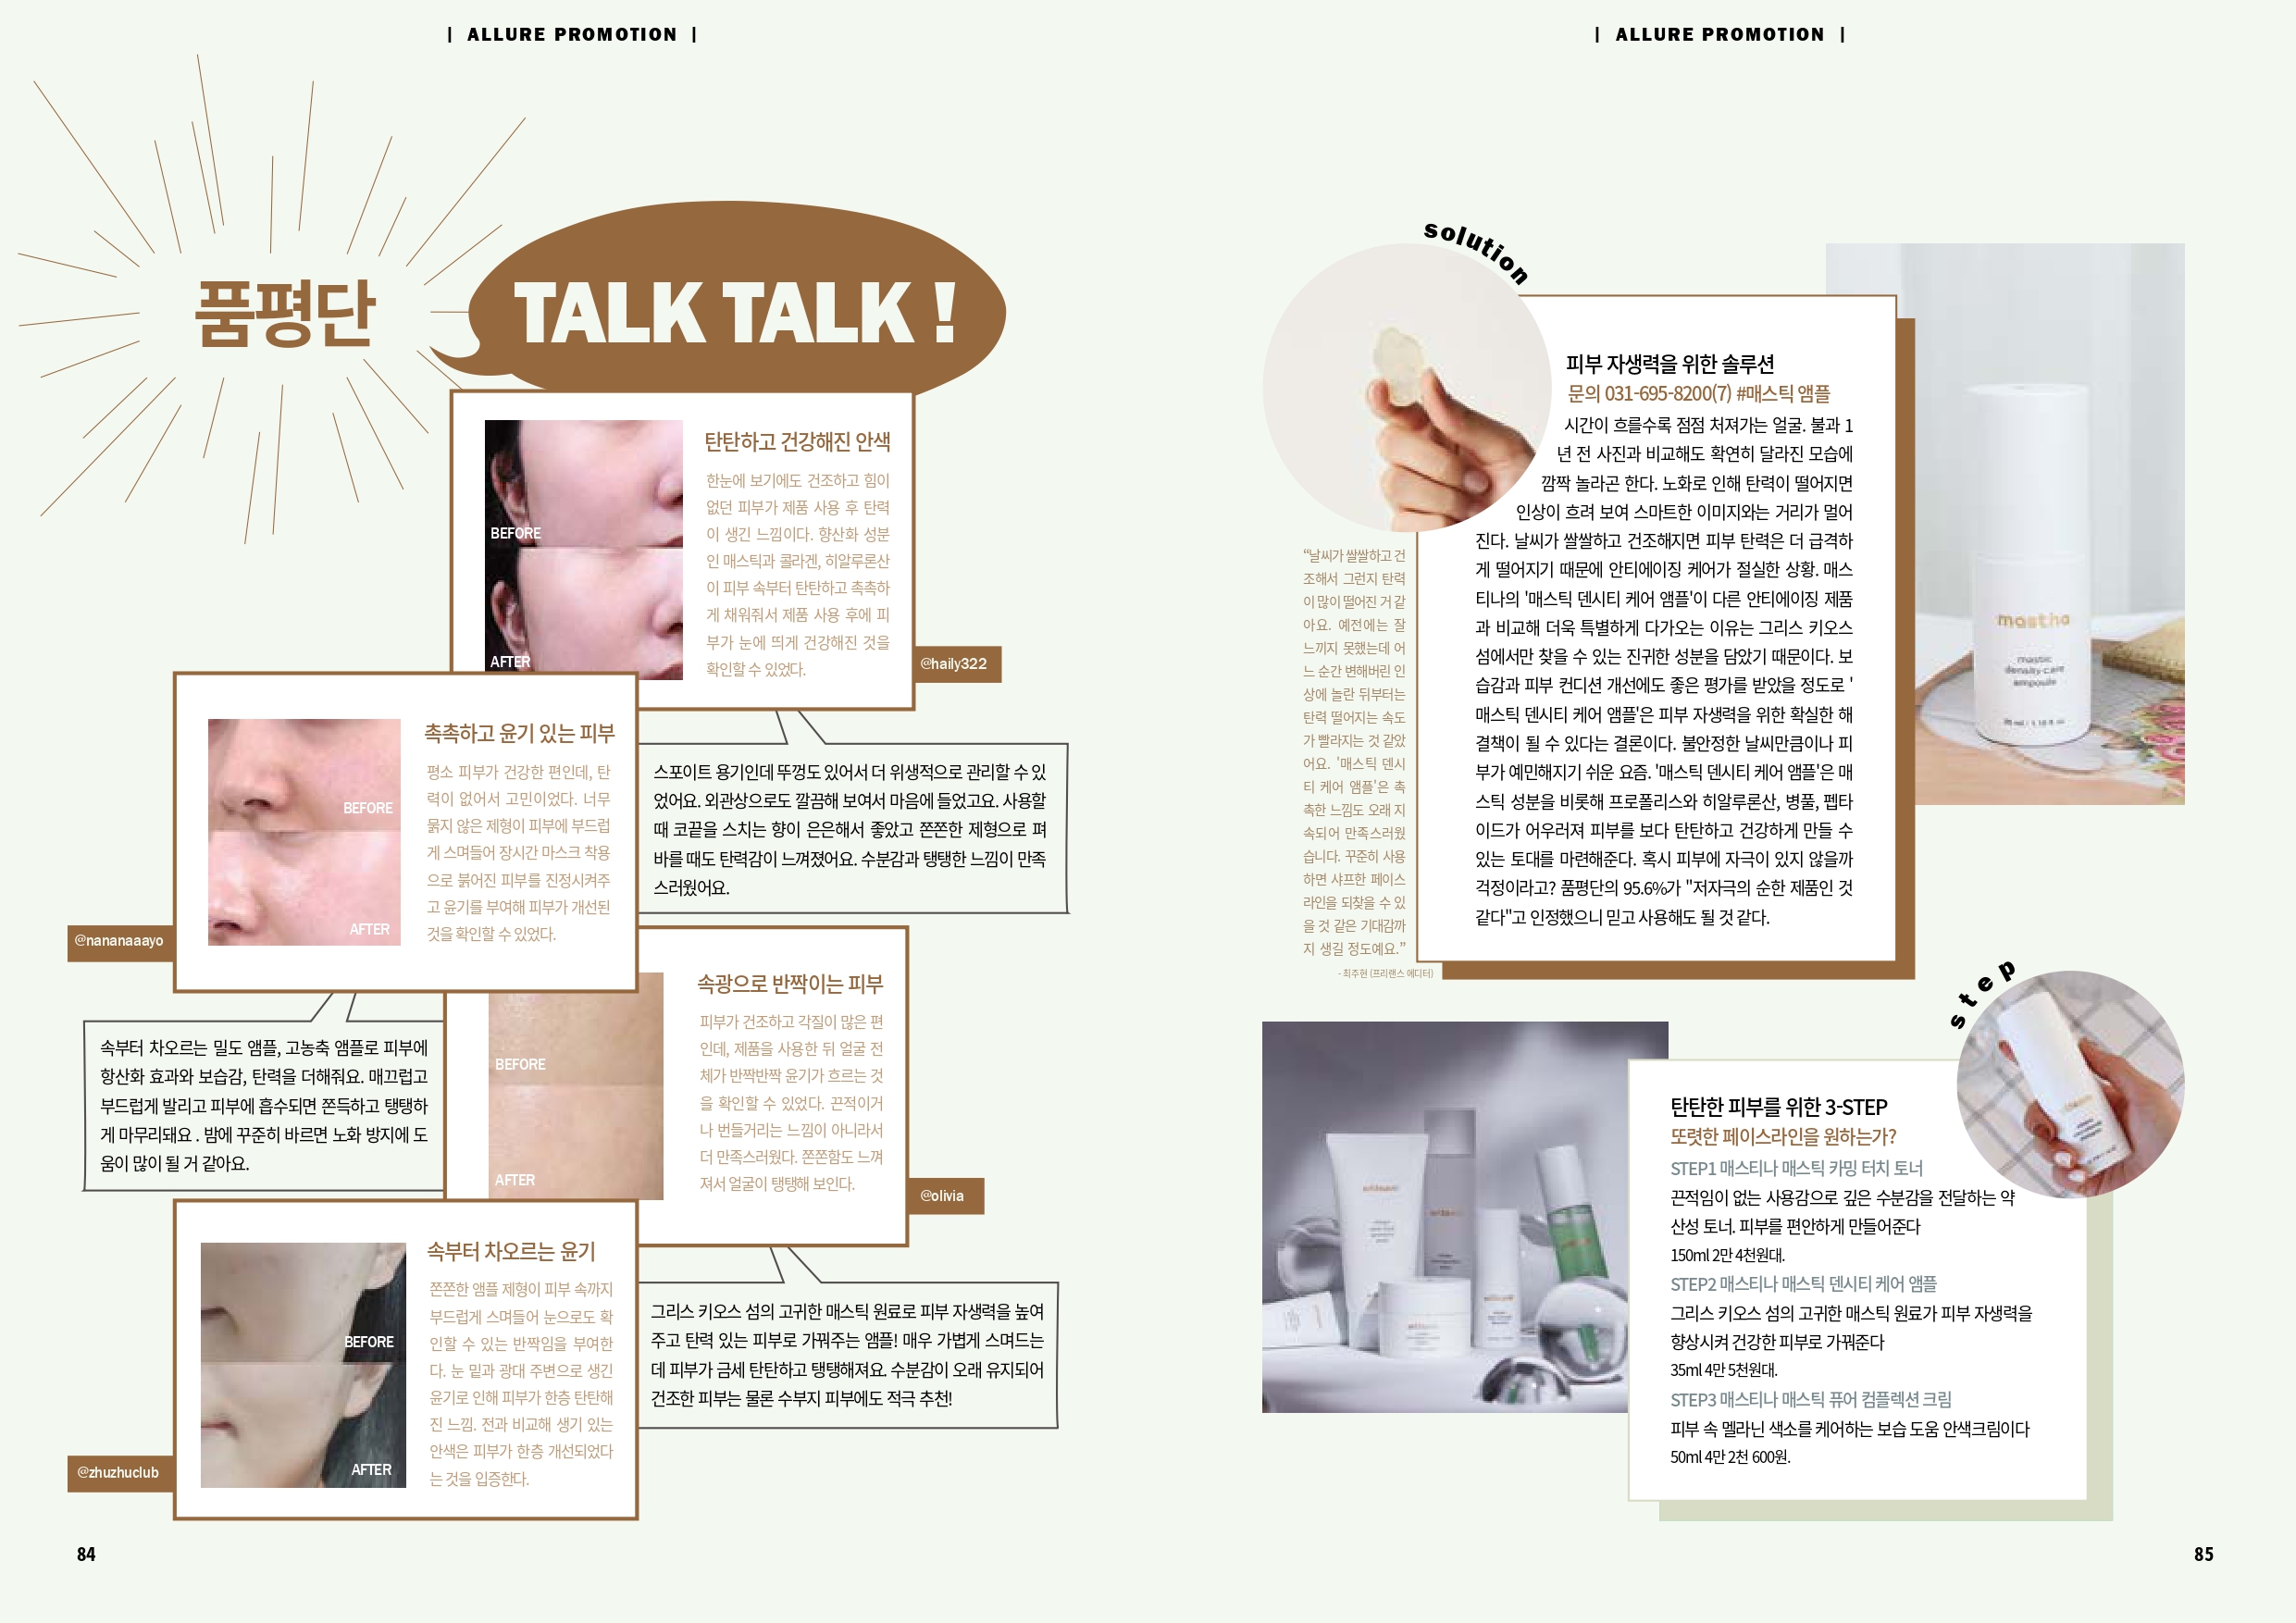 | ALLURE PROMOTION |
품평단
TALK TALK !
BEFORE
AFTER
탄탄하고 건강해진 안색
한눈에 보기에도 건조하고 힘이
없던 피부가 제품 사용 후 탄력
이 생긴 느낌이다. 향산화 성분
인 매스틱과 콜라겐, 히알루론산
이 피부 속부터 탄탄하고 촉촉하
게 채워줘서 제품 사용 후에 피
부가 눈에 띄게 건강해진 것을
확인할 수 있었다.
@haily322
스포이트 용기인데 뚜껑도 있어서 더 위생적으로 관리할 수 있
었어요. 외관상으로도 깔끔해 보여서 마음에 들었고요. 사용할
때 코끝을 스치는 향이 은은해서 좋았고 쫀쫀한 제형으로 펴
바를 때도 탄력감이 느껴졌어요. 수분감과 탱탱한 느낌이 만족
스러웠어요.
BEFORE
AFTER
촉촉하고 윤기 있는 피부
평소 피부가 건강한 편인데, 탄
력이 없어서 고민이었다. 너무
묽지 않은 제형이 피부에 부드럽
게 스며들어 장시간 마스크 착용
으로 붉어진 피부를 진정시켜주
고 윤기를 부여해 피부가 개선된
것을 확인할 수 있었다.
@nananaaayo
속부터 차오르는 밀도 앰플, 고농축 앰플로 피부에
항산화 효과와 보습감, 탄력을 더해줘요. 매끄럽고
부드럽게 발리고 피부에 흡수되면 쫀득하고 탱탱하
게 마무리돼요 . 밤에 꾸준히 바르면 노화 방지에 도
움이 많이 될 거 같아요.
BEFORE
AFTER
속광으로 반짝이는 피부
피부가 건조하고 각질이 많은 편
인데, 제품을 사용한 뒤 얼굴 전
체가 반짝반짝 윤기가 흐르는 것
을 확인할 수 있었다. 끈적이거
나 번들거리는 느낌이 아니라서
더 만족스러웠다. 쫀쫀함도 느껴
져서 얼굴이 탱탱해 보인다.
@olivia
그리스 키오스 섬의 고귀한 매스틱 원료로 피부 자생력을 높여
주고 탄력 있는 피부로 가꿔주는 앰플! 매우 가볍게 스며드는
데 피부가 금세 탄탄하고 탱탱해져요. 수분감이 오래 유지되어
건조한 피부는 물론 수부지 피부에도 적극 추천!
BEFORE
AFTER
속부터 차오르는 윤기
쫀쫀한 앰플 제형이 피부 속까지
부드럽게 스며들어 눈으로도 확
인할 수 있는 반짝임을 부여한
다. 눈 밑과 광대 주변으로 생긴
윤기로 인해 피부가 한층 탄탄해
진 느낌. 전과 비교해 생기 있는
안색은 피부가 한층 개선되었다
는 것을 입증한다.
@zhuzhuclub
84
| ALLURE PROMOTION |
solution
피부 자생력을 위한 솔루션
문의 031-695-8200(7) #매스틱 앰플
시간이 흐를수록 점점 처져가는 얼굴. 불과 1
년 전 사진과 비교해도 확연히 달라진 모습에
깜짝 놀라곤 한다. 노화로 인해 탄력이 떨어지면
인상이 흐려 보여 스마트한 이미지와는 거리가 멀어
진다. 날씨가 쌀쌀하고 건조해지면 피부 탄력은 더 급격하
게 떨어지기 때문에 안티에이징 케어가 절실한 상황. 매스
티나의 '매스틱 덴시티 케어 앰플'이 다른 안티에이징 제품
과 비교해 더욱 특별하게 다가오는 이유는 그리스 키오스
섬에서만 찾을 수 있는 진귀한 성분을 담았기 때문이다. 보
습감과 피부 컨디션 개선에도 좋은 평가를 받았을 정도로 '
매스틱 덴시티 케어 앰플'은 피부 자생력을 위한 확실한 해
결책이 될 수 있다는 결론이다. 불안정한 날씨만큼이나 피
부가 예민해지기 쉬운 요즘. '매스틱 덴시티 케어 앰플'은 매
스틱 성분을 비롯해 프로폴리스와 히알루론산, 병풀, 펩타
이드가 어우러져 피부를 보다 탄탄하고 건강하게 만들 수
있는 토대를 마련해준다. 혹시 피부에 자극이 있지 않을까
걱정이라고? 품평단의 95.6%가 "저자극의 순한 제품인 것
같다"고 인정했으니 믿고 사용해도 될 것 같다.
“날씨가 쌀쌀하고 건
조해서 그런지 탄력
이 많이 떨어진 거 같
아요. 예전에는 잘
느끼지 못했는데 어
느 순간 변해버린 인
상에 놀란 뒤부터는
탄력 떨어지는 속도
가 빨라지는 것 같았
어요. '매스틱 덴시
티 케어 앰플'은 촉
촉한 느낌도 오래 지
속되어 만족스러웠
습니다. 꾸준히 사용
하면 샤프한 페이스
라인을 되찾을 수 있
을 것 같은 기대감까
지 생길 정도예요.”
- 최주현 (프리랜스 에디터)
mastina
mastic
density-care
ampoule
step
탄탄한 피부를 위한 3-STEP
또렷한 페이스라인을 원하는가?
STEP1 매스티나 매스틱 카밍 터치 토너
끈적임이 없는 사용감으로 깊은 수분감을 전달하는 약
산성 토너. 피부를 편안하게 만들어준다
150ml 2만 4천원대.
STEP2 매스티나 매스틱 덴시티 케어 앰플
그리스 키오스 섬의 고귀한 매스틱 원료가 피부 자생력을
향상시켜 건강한 피부로 가꿔준다
35ml 4만 5천원대.
STEP3 매스티나 매스틱 퓨어 컴플렉션 크림
피부 속 멜라닌 색소를 케어하는 보습 도움 안색크림이다
50ml 4만 2천 600원.
85